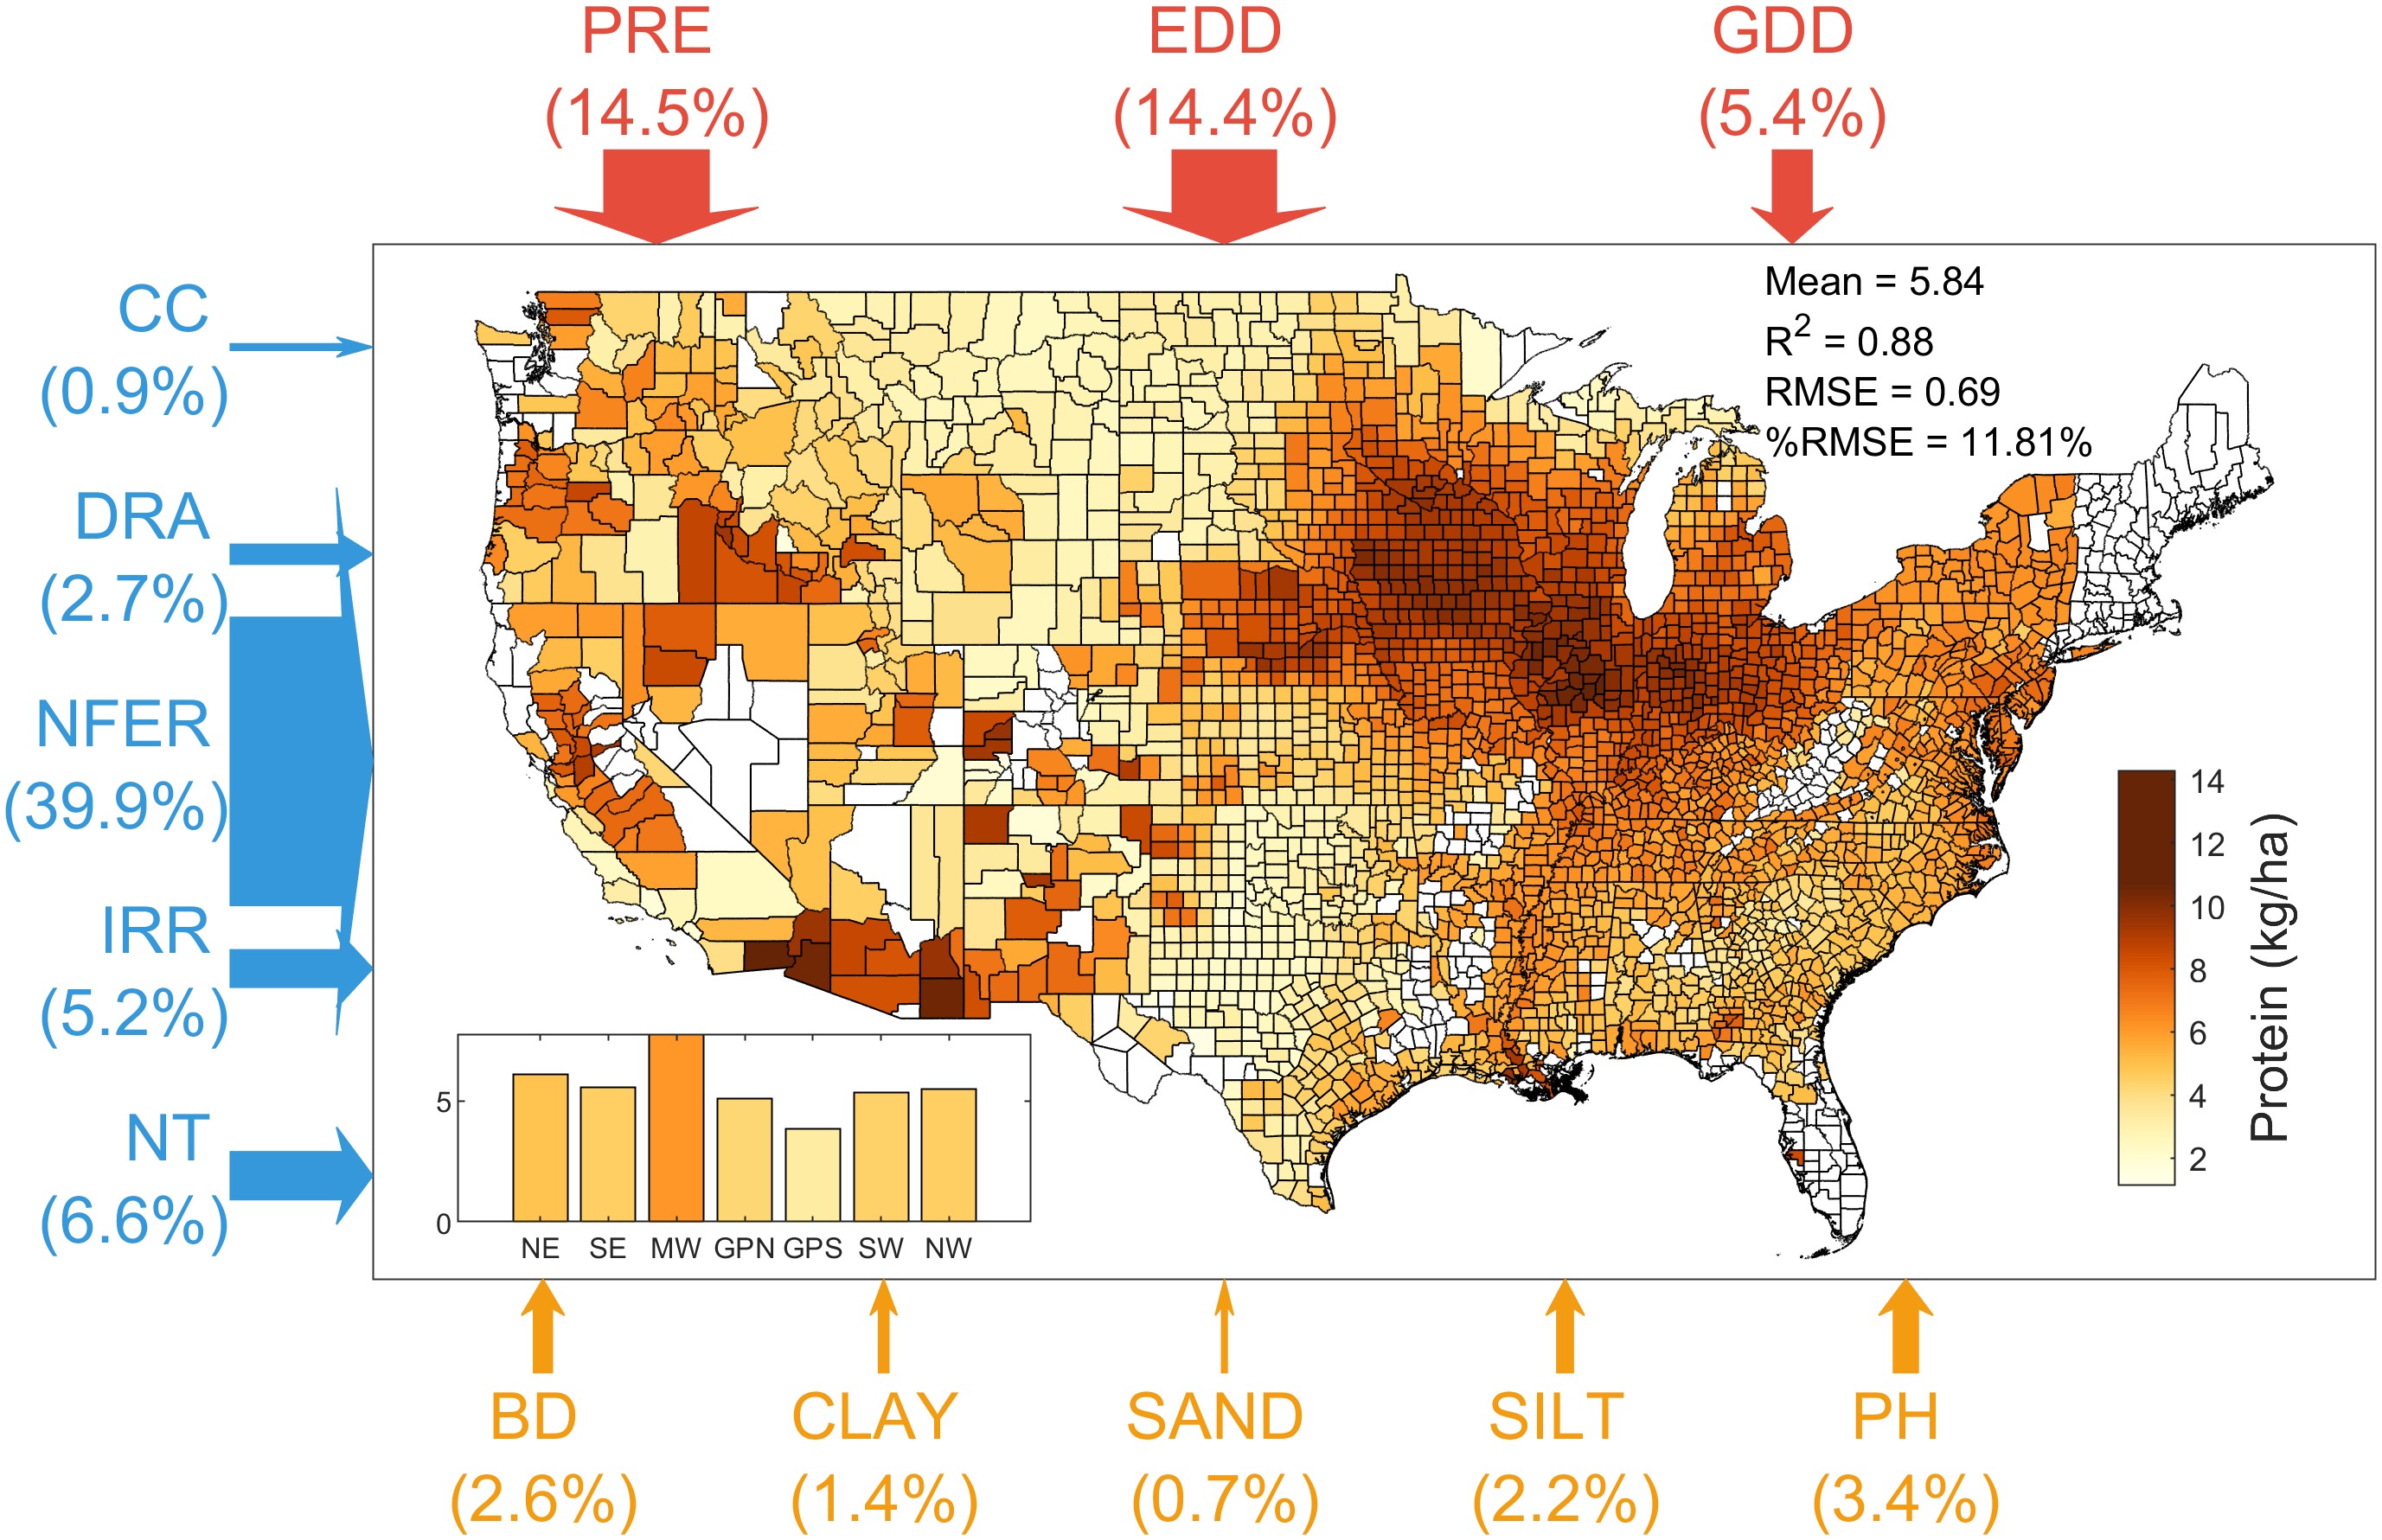 PRE
(14.5%)
EDD
(14.4%)
GDD
(5.4%)
CC
(0.9%)
DRA
(2.7%)
NFER
(39.9%)
IRR
(5.2%)
NT
(6.6%)
Mean = 5.84
R² = 0.88
RMSE = 0.69
%RMSE = 11.81%
14
12
10
8
6
4
2
Protein (kg/ha)
5
0
NE SE MW GPN GPS SW NW
BD
(2.6%)
CLAY
(1.4%)
SAND
(0.7%)
SILT
(2.2%)
PH
(3.4%)